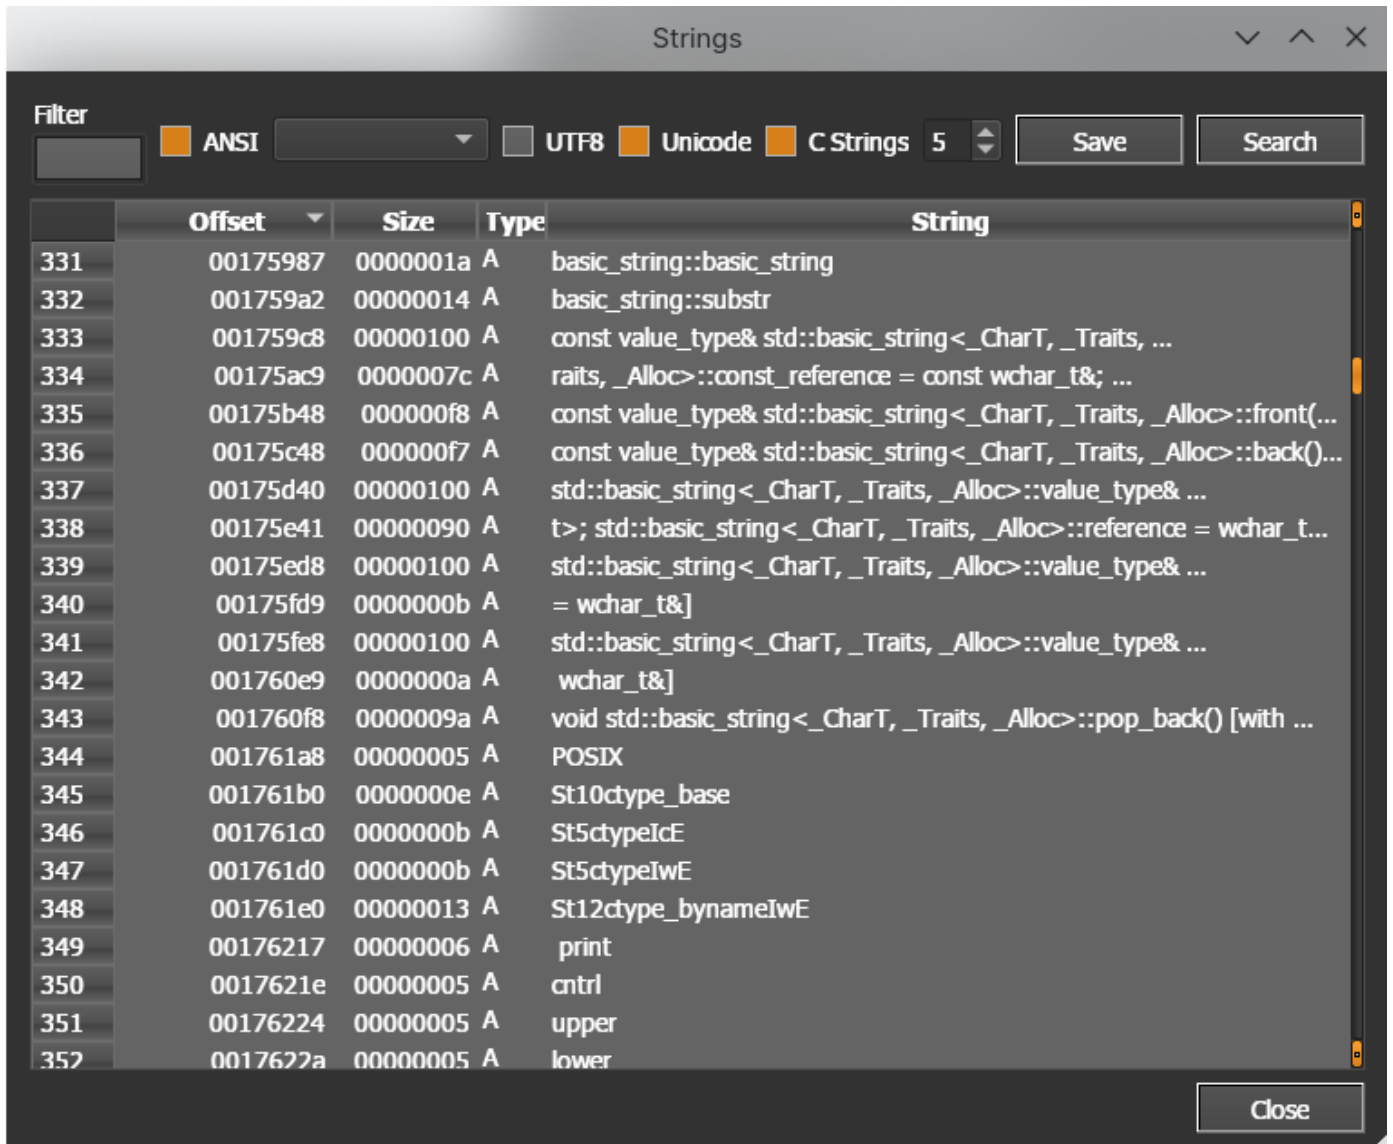 Strings
Filter
ANSI UTF8 Unicode C Strings 5 Save Search
Offset Size Type String
331 00175987 0000001a A basic_string::basic_string
332 001759a2 00000014 A basic_string::substr
333 001759c8 00000100 A const value_type& std::basic_string<_CharT, _Traits, ...
334 00175ac9 0000007c A raits, _Alloc>::const_reference = const wchar_t&; ...
335 00175b48 000000f8 A const value_type& std::basic_string<_CharT, _Traits, _Alloc>::front(...
336 00175c48 000000f7 A const value_type& std::basic_string<_CharT, _Traits, _Alloc>::back()...
337 00175d40 00000100 A std::basic_string<_CharT, _Traits, _Alloc>::value_type& ...
338 00175e41 00000090 A t>; std::basic_string<_CharT, _Traits, _Alloc>::reference = wchar_t...
339 00175ed8 00000100 A std::basic_string<_CharT, _Traits, _Alloc>::value_type& ...
340 00175fd9 0000000b A = wchar_t&]
341 00175fe8 00000100 A std::basic_string<_CharT, _Traits, _Alloc>::value_type& ...
342 001760e9 0000000a A wchar_t&]
343 001760f8 0000009a A void std::basic_string<_CharT, _Traits, _Alloc>::pop_back() [with ...
344 001761a8 00000005 A POSIX
345 001761b0 0000000e A St10ctype_base
346 001761c0 0000000b A St5ctypeIcE
347 001761d0 0000000b A St5ctypeIwE
348 001761e0 00000013 A St12ctype_bynameIwE
349 00176217 00000006 A print
350 0017621e 00000005 A cntrl
351 00176224 00000005 A upper
352 0017622a 00000005 A lower
Close